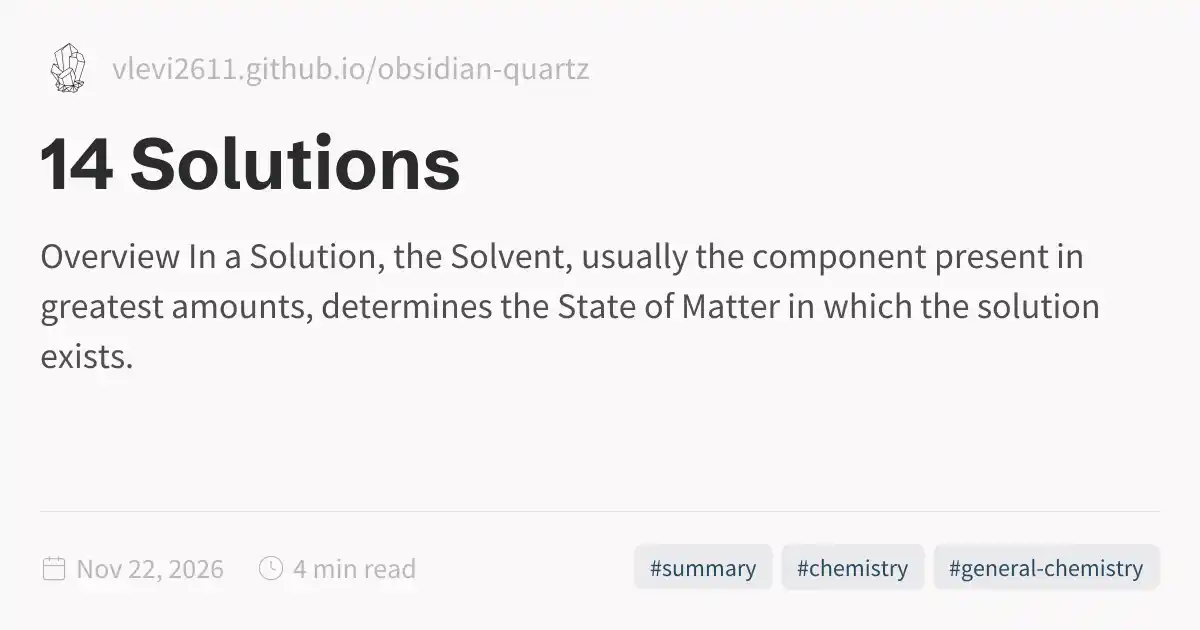 vlevi2611.github.io/obsidian-quartz
14 Solutions
Overview In a Solution, the Solvent, usually the component present in
greatest amounts, determines the State of Matter in which the solution
exists.
Nov 22, 2026 4 min read #summary #chemistry #general-chemistry